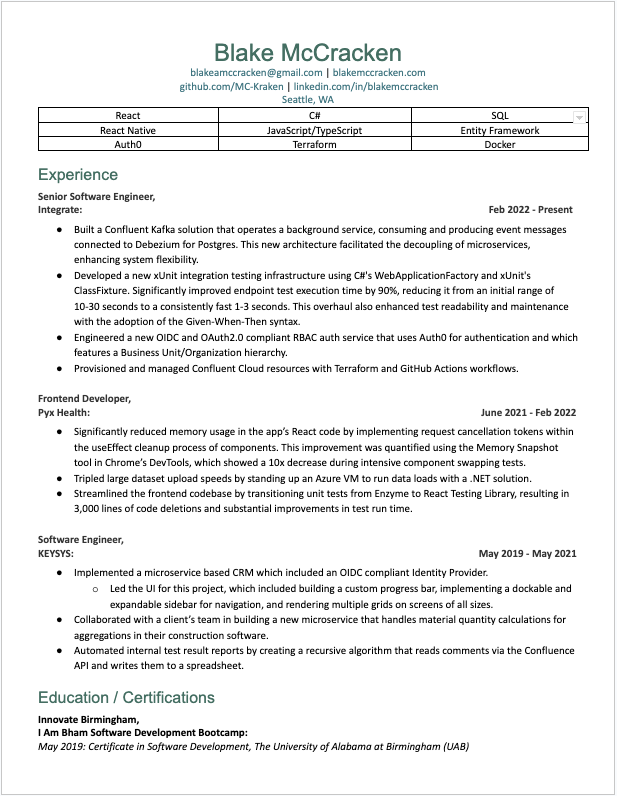 Blake McCracken
blakeamccracken@gmail.com | blakemccracken.com
github.com/MC-Kraken | linkedin.com/in/blakemccracken
Seattle, WA
React C# SQL
React Native JavaScript/TypeScript Entity Framework
Auth0 Terraform Docker
Experience
Senior Software Engineer,
Integrate: Feb 2022 - Present
● Built a Confluent Kafka solution that operates a background service, consuming and producing event messages
connected to Debezium for Postgres. This new architecture facilitated the decoupling of microservices,
enhancing system flexibility.
● Developed a new xUnit integration testing infrastructure using C#'s WebApplicationFactory and xUnit's
ClassFixture. Significantly improved endpoint test execution time by 90%, reducing it from an initial range of
10-30 seconds to a consistently fast 1-3 seconds. This overhaul also enhanced test readability and maintenance
with the adoption of the Given-When-Then syntax.
● Engineered a new OIDC and OAuth2.0 compliant RBAC auth service that uses Auth0 for authentication and which
features a Business Unit/Organization hierarchy.
● Provisioned and managed Confluent Cloud resources with Terraform and GitHub Actions workflows.
Frontend Developer,
Pyx Health: June 2021 - Feb 2022
● Significantly reduced memory usage in the app's React code by implementing request cancellation tokens within
the useEffect cleanup process of components. This improvement was quantified using the Memory Snapshot
tool in Chrome's DevTools, which showed a 10x decrease during intensive component swapping tests.
● Tripled large dataset upload speeds by standing up an Azure VM to run data loads with a .NET solution.
● Streamlined the frontend codebase by transitioning unit tests from Enzyme to React Testing Library, resulting in
3,000 lines of code deletions and substantial improvements in test run time.
Software Engineer,
KEYSYS: May 2019 - May 2021
● Implemented a microservice based CRM which included an OIDC compliant Identity Provider.
○ Led the UI for this project, which included building a custom progress bar, implementing a dockable and
expandable sidebar for navigation, and rendering multiple grids on screens of all sizes.
● Collaborated with a client's team in building a new microservice that handles material quantity calculations for
aggregations in their construction software.
● Automated internal test result reports by creating a recursive algorithm that reads comments via the Confluence
API and writes them to a spreadsheet.
Education / Certifications
Innovate Birmingham,
I Am Bham Software Development Bootcamp:
May 2019: Certificate in Software Development, The University of Alabama at Birmingham (UAB)